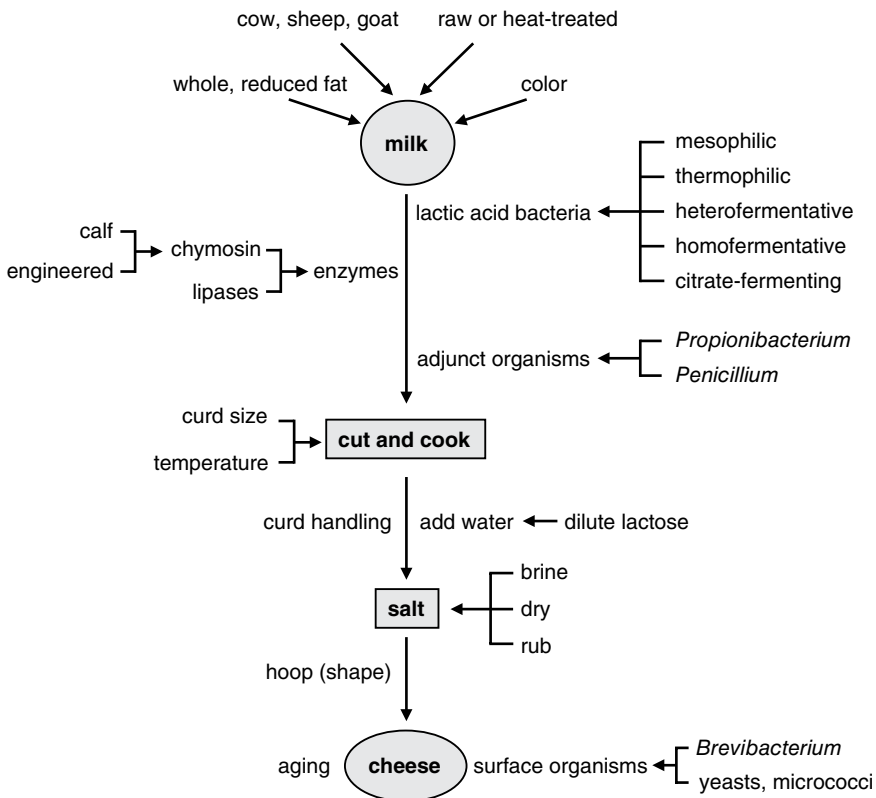 cow, sheep, goat
raw or heat-treated
whole, reduced fat
color
milk
mesophilic
thermophilic
lactic acid bacteria
heterofermentative
homofermentative
citrate-fermenting
calf
engineered
chymosin
lipases
enzymes
Propionibacterium
adjunct organisms
Penicillium
curd size
temperature
cut and cook
curd handling
add water
dilute lactose
brine
salt
dry
rub
hoop (shape)
aging
cheese
surface organisms
Brevibacterium
yeasts, micrococci